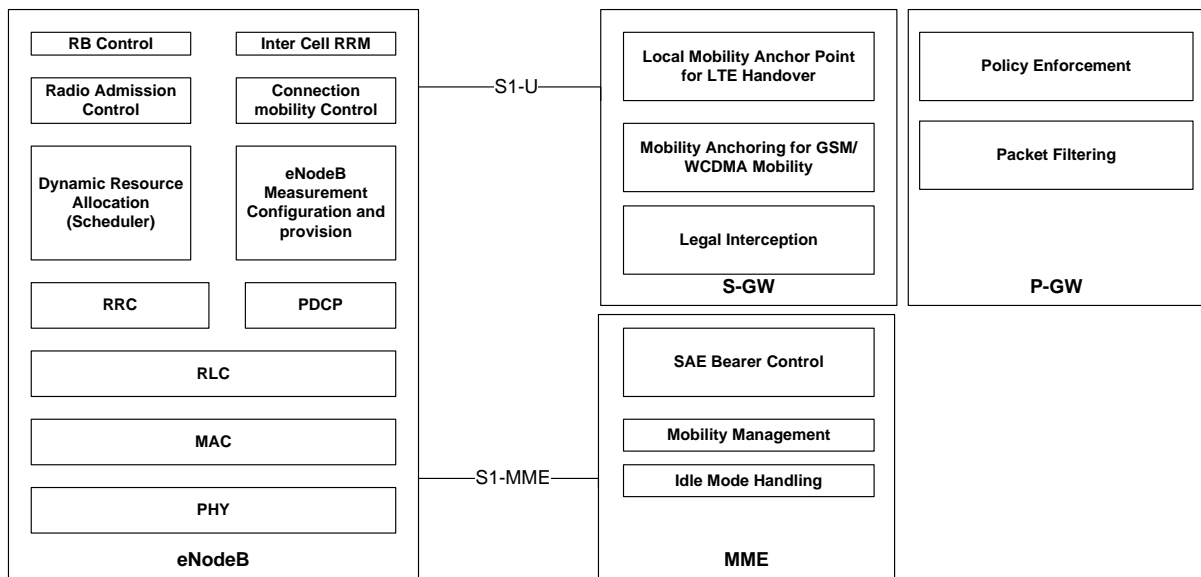 RB Control
Inter Cell RRM
Radio Admission
Control
Connection
mobility Control
Dynamic Resource
Allocation
(Scheduler)
eNodeB
Measurement
Configuration and
provision
RRC
PDCP
RLC
MAC
PHY
eNodeB
S1-U
S1-MME
Local Mobility Anchor Point
for LTE Handover
Mobility Anchoring for GSM/
WCDMA Mobility
Legal Interception
S-GW
Policy Enforcement
Packet Filtering
P-GW
SAE Bearer Control
Mobility Management
Idle Mode Handling
MME